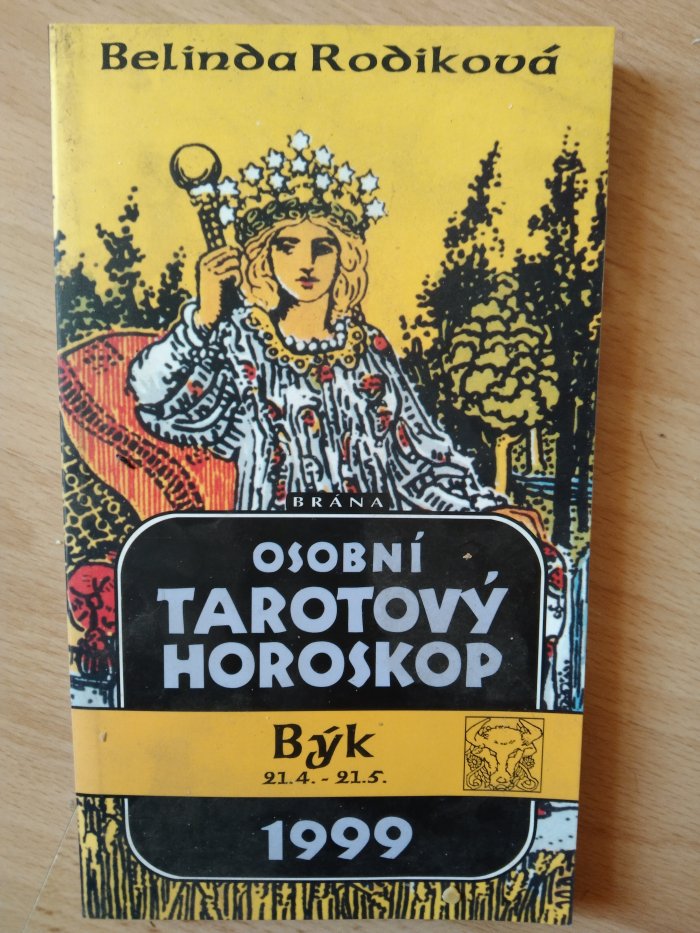 Belinda Rodiková
BRÁNA
OSOBNÍ
TAROTOVÝ
HOROSKOP
Býk
21.4. - 21.5.
1999